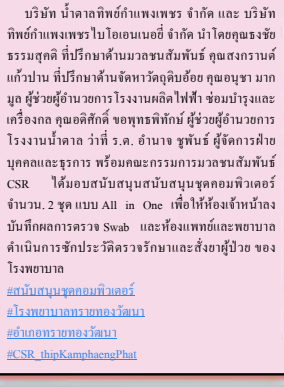 บริษัท น้ำตาลทิพย์กำแพงเพชร จำกัด และ บริษัท
ทิพย์กำแพงเพชรไบโอเอนเนอยี่ จำกัด นำโดยคุณธงชัย
ธรรมสุคติ ที่ปรึกษาด้านมวลชนสัมพันธ์ คุณสงกรานต์
แก้วปาน ที่ปรึกษาด้านจัดหาวัตถุดิบอ้อย คุณอนุชา มาก
มูล ผู้ช่วยผู้อำนวยการโรงงานผลิตไฟฟ้า ซ่อมบำรุงและ
เครื่องกล คุณอดิศักดิ์ ขอพุทธพิทักษ์ ผู้ช่วยผู้อำนวยการ
โรงงานน้ำตาล ว่าที่ ร.ต. อำนาจ ชูพันธ์ ผู้จัดการฝ่าย
บุคคลและธุรการ พร้อมคณะกรรมการมวลชนสัมพันธ์
CSR ได้มอบสนับสนุนสนับสนุนชุดคอมพิวเตอร์
จำนวน. 2 ชุด แบบ All in One เพื่อให้ห้องเจ้าหน้าลง
บันทึกผลการตรวจ Swab และห้องแพทย์และพยาบาล
ดำเนินการซักประวัติตรวจรักษาและสั่งยาผู้ป่วย ของ
โรงพยาบาล
#สนับสนุนชุดคอมพิวเตอร์
#โรงพยาบาลทรายทองวัฒนา
#อำเภอทรายทองวัฒนา
#CSR_thipKamphaengPhat